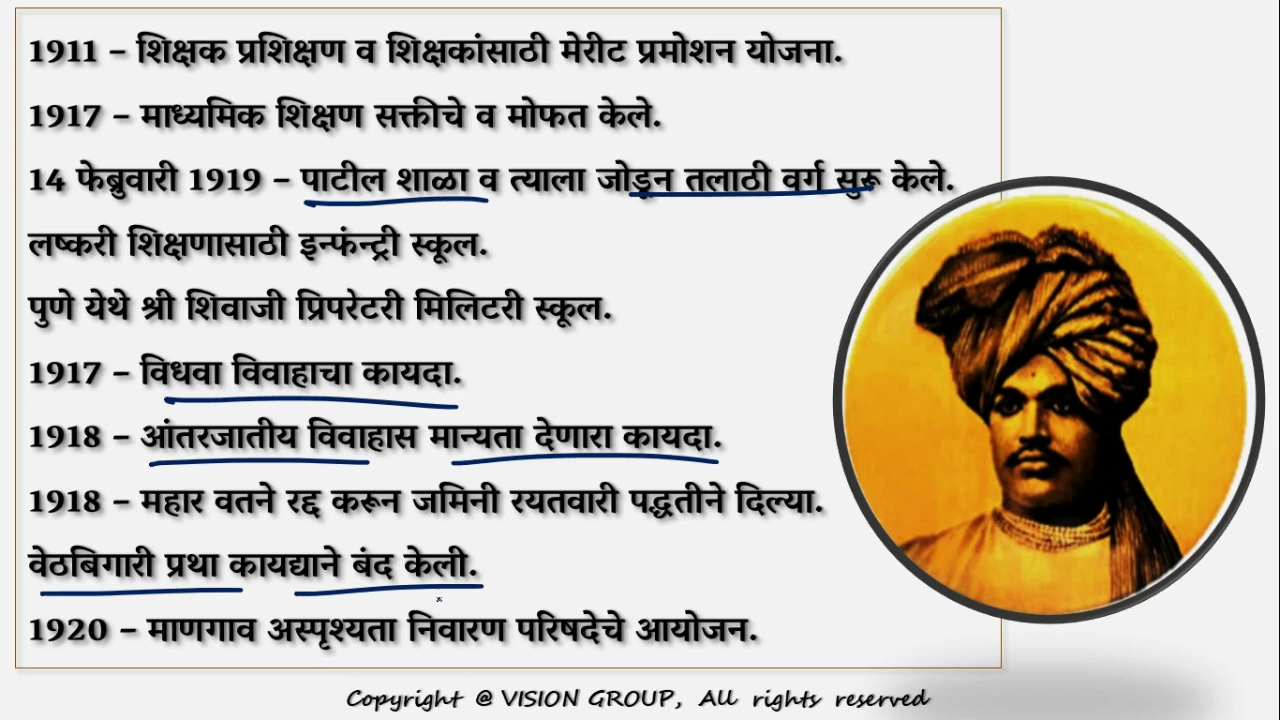 1911 – शिक्षक प्रशिक्षण व शिक्षकांसाठी मेरीट प्रमोशन योजना.
1917 – माध्यमिक शिक्षण सक्तीचे व मोफत केले.
14 फेब्रुवारी 1919 – पाटील शाळा व त्याला जोडून तलाठी वर्ग सुरू केले.
लष्करी शिक्षणासाठी इन्फंन्ट्री स्कूल.
पुणे येथे श्री शिवाजी प्रिपरेटरी मिलिटरी स्कूल.
1917 – विधवा विवाहाचा कायदा.
1918 – आंतरजातीय विवाहास मान्यता देणारा कायदा.
1918 – महार वतने रद्द करून जमिनी रयतवारी पद्धतीने दिल्या.
वेठबिगारी प्रथा कायद्याने बंद केली.
1920 – माणगाव अस्पृश्यता निवारण परिषदेचे आयोजन.
Copyright @ VISION GROUP, All rights reserved